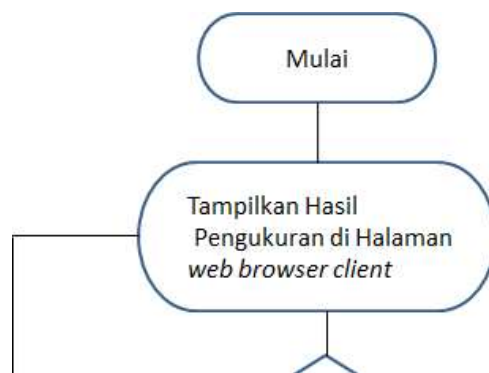 Mulai
Tampilkan Hasil
Pengukuran di Halaman
web browser client